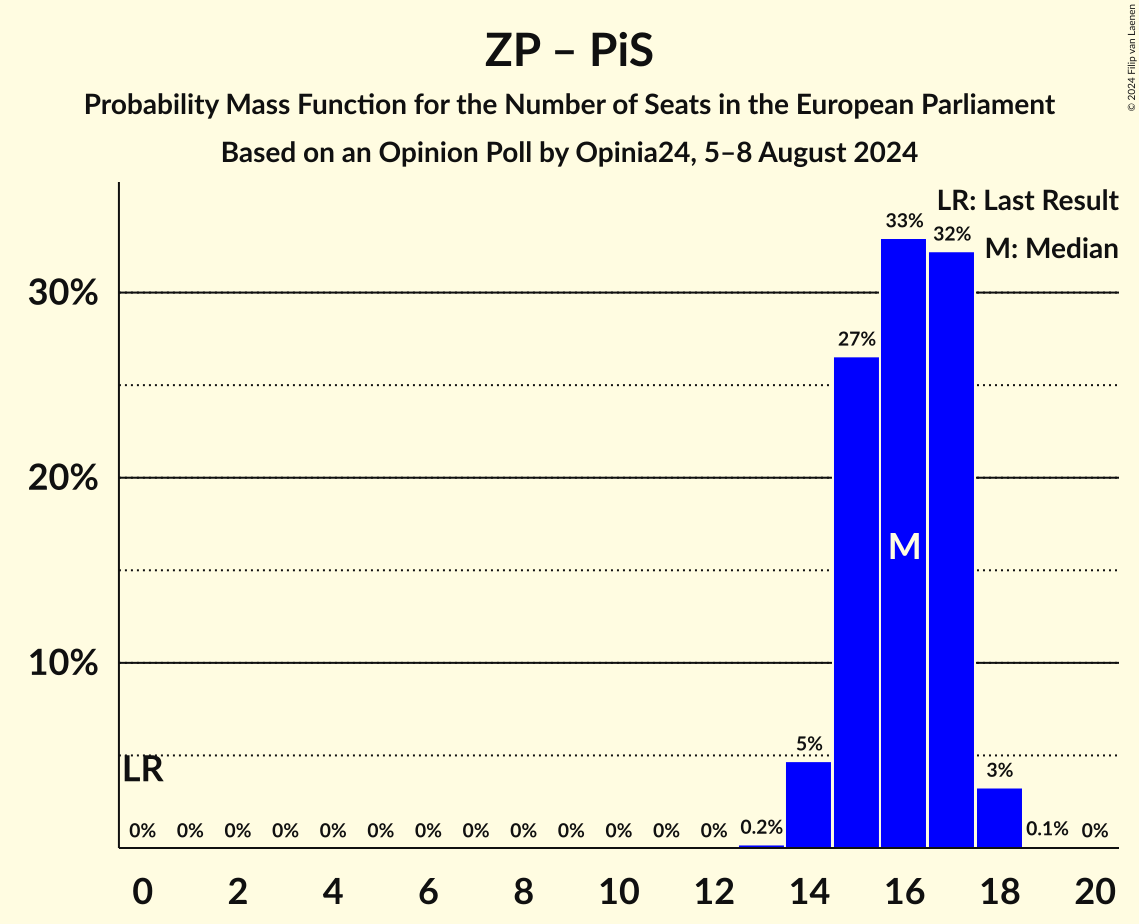 ZP – PiS
Probability Mass Function for the Number of Seats in the European Parliament
Based on an Opinion Poll by Opinia24, 5–8 August 2024
© 2024 Filip van Laenen
LR: Last Result
M: Median
30%
20%
10%
LR
M
0% 0% 0% 0% 0% 0% 0% 0% 0% 0% 0% 0% 0% 0.2% 5% 27% 33% 32% 3% 0.1% 0%
0 2 4 6 8 10 12 14 16 18 20